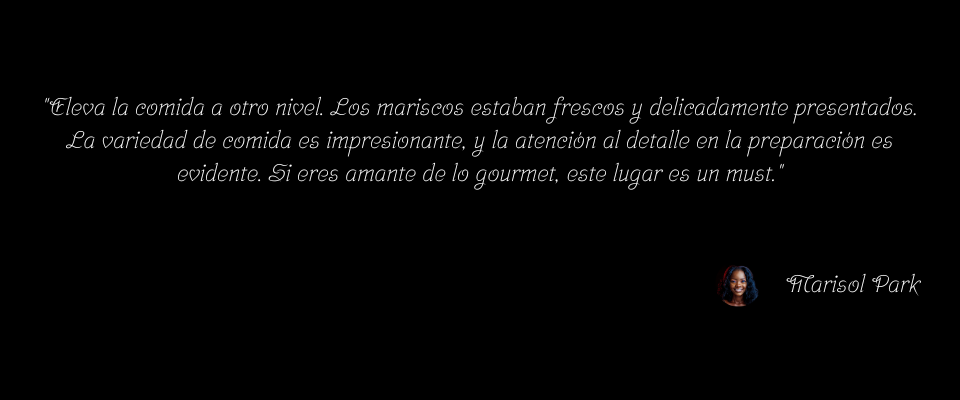 "Eleva la comida a otro nivel. Los mariscos estaban frescos y delicadamente presentados.
La variedad de comida es impresionante, y la atención al detalle en la preparación es
evidente. Si eres amante de lo gourmet, este lugar es un must."
Marisol Park